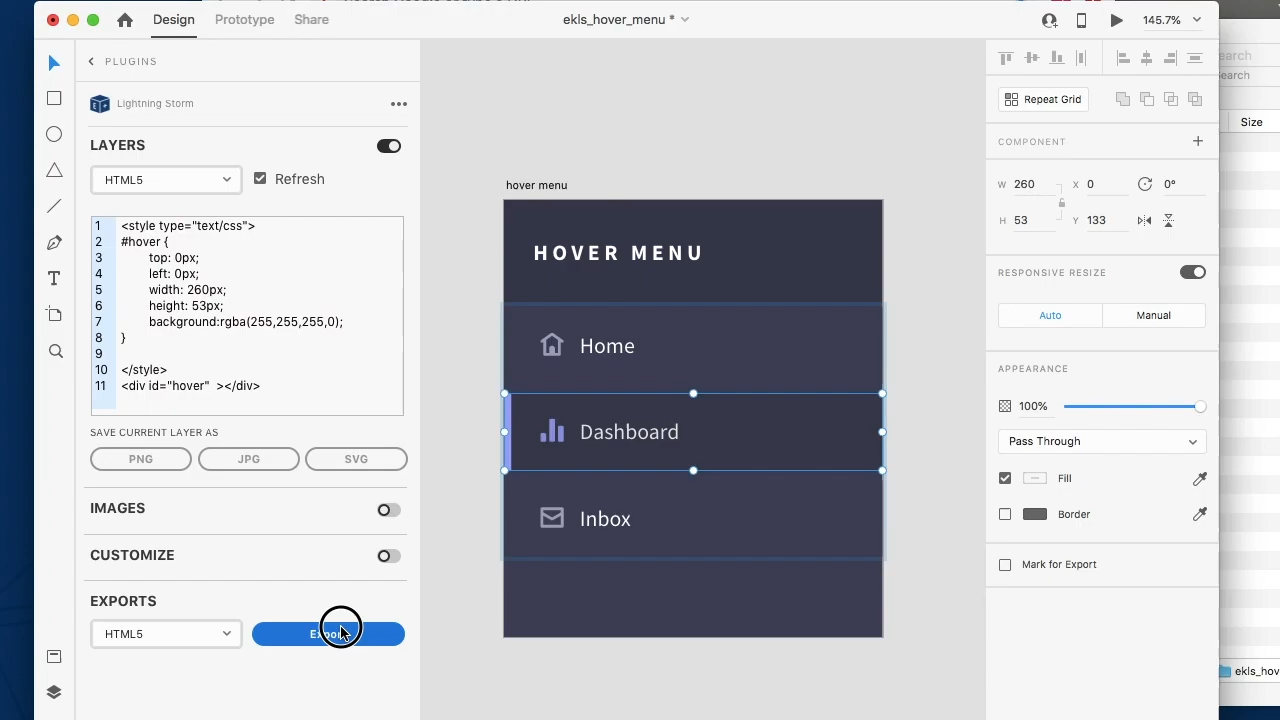 Design
Prototype
Share
ekls_hover_menu *
145.7%
PLUGINS
Lightning Storm
LAYERS
HTML5
Refresh
1 <style type="text/css">
2 #hover {
3 top: 0px;
4 left: 0px;
5 width: 260px;
6 height: 53px;
7 background:rgba(255,255,255,0);
8 }
9
10 </style>
11 <div id="hover" ></div>
SAVE CURRENT LAYER AS
PNG
JPG
SVG
IMAGES
CUSTOMIZE
EXPORTS
HTML5
hover menu
HOVER MENU
Home
Dashboard
Inbox
Repeat Grid
COMPONENT
W 260
X 0
0°
H 53
Y 133
RESPONSIVE RESIZE
Auto
Manual
APPEARANCE
100%
Pass Through
Fill
Border
Mark for Export
earch
earch
Size
ekls_hov